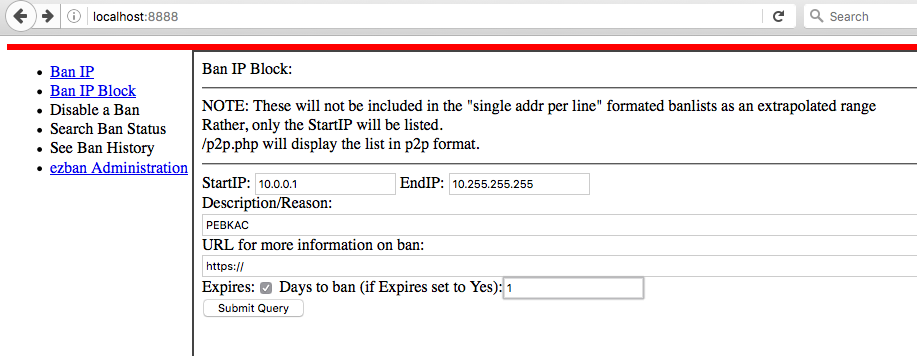 localhost:8888
Search
Ban IP
Ban IP Block
Disable a Ban
Search Ban Status
See Ban History
ezban Administration
Ban IP Block:
NOTE: These will not be included in the "single addr per line" formated banlists as an extrapolated range
Rather, only the StartIP will be listed.
/p2p.php will display the list in p2p format.
StartIP: 10.0.0.1 EndIP: 10.255.255.255
Description/Reason:
PEBKAC
URL for more information on ban:
https://
Expires: Days to ban (if Expires set to Yes): 1
Submit Query